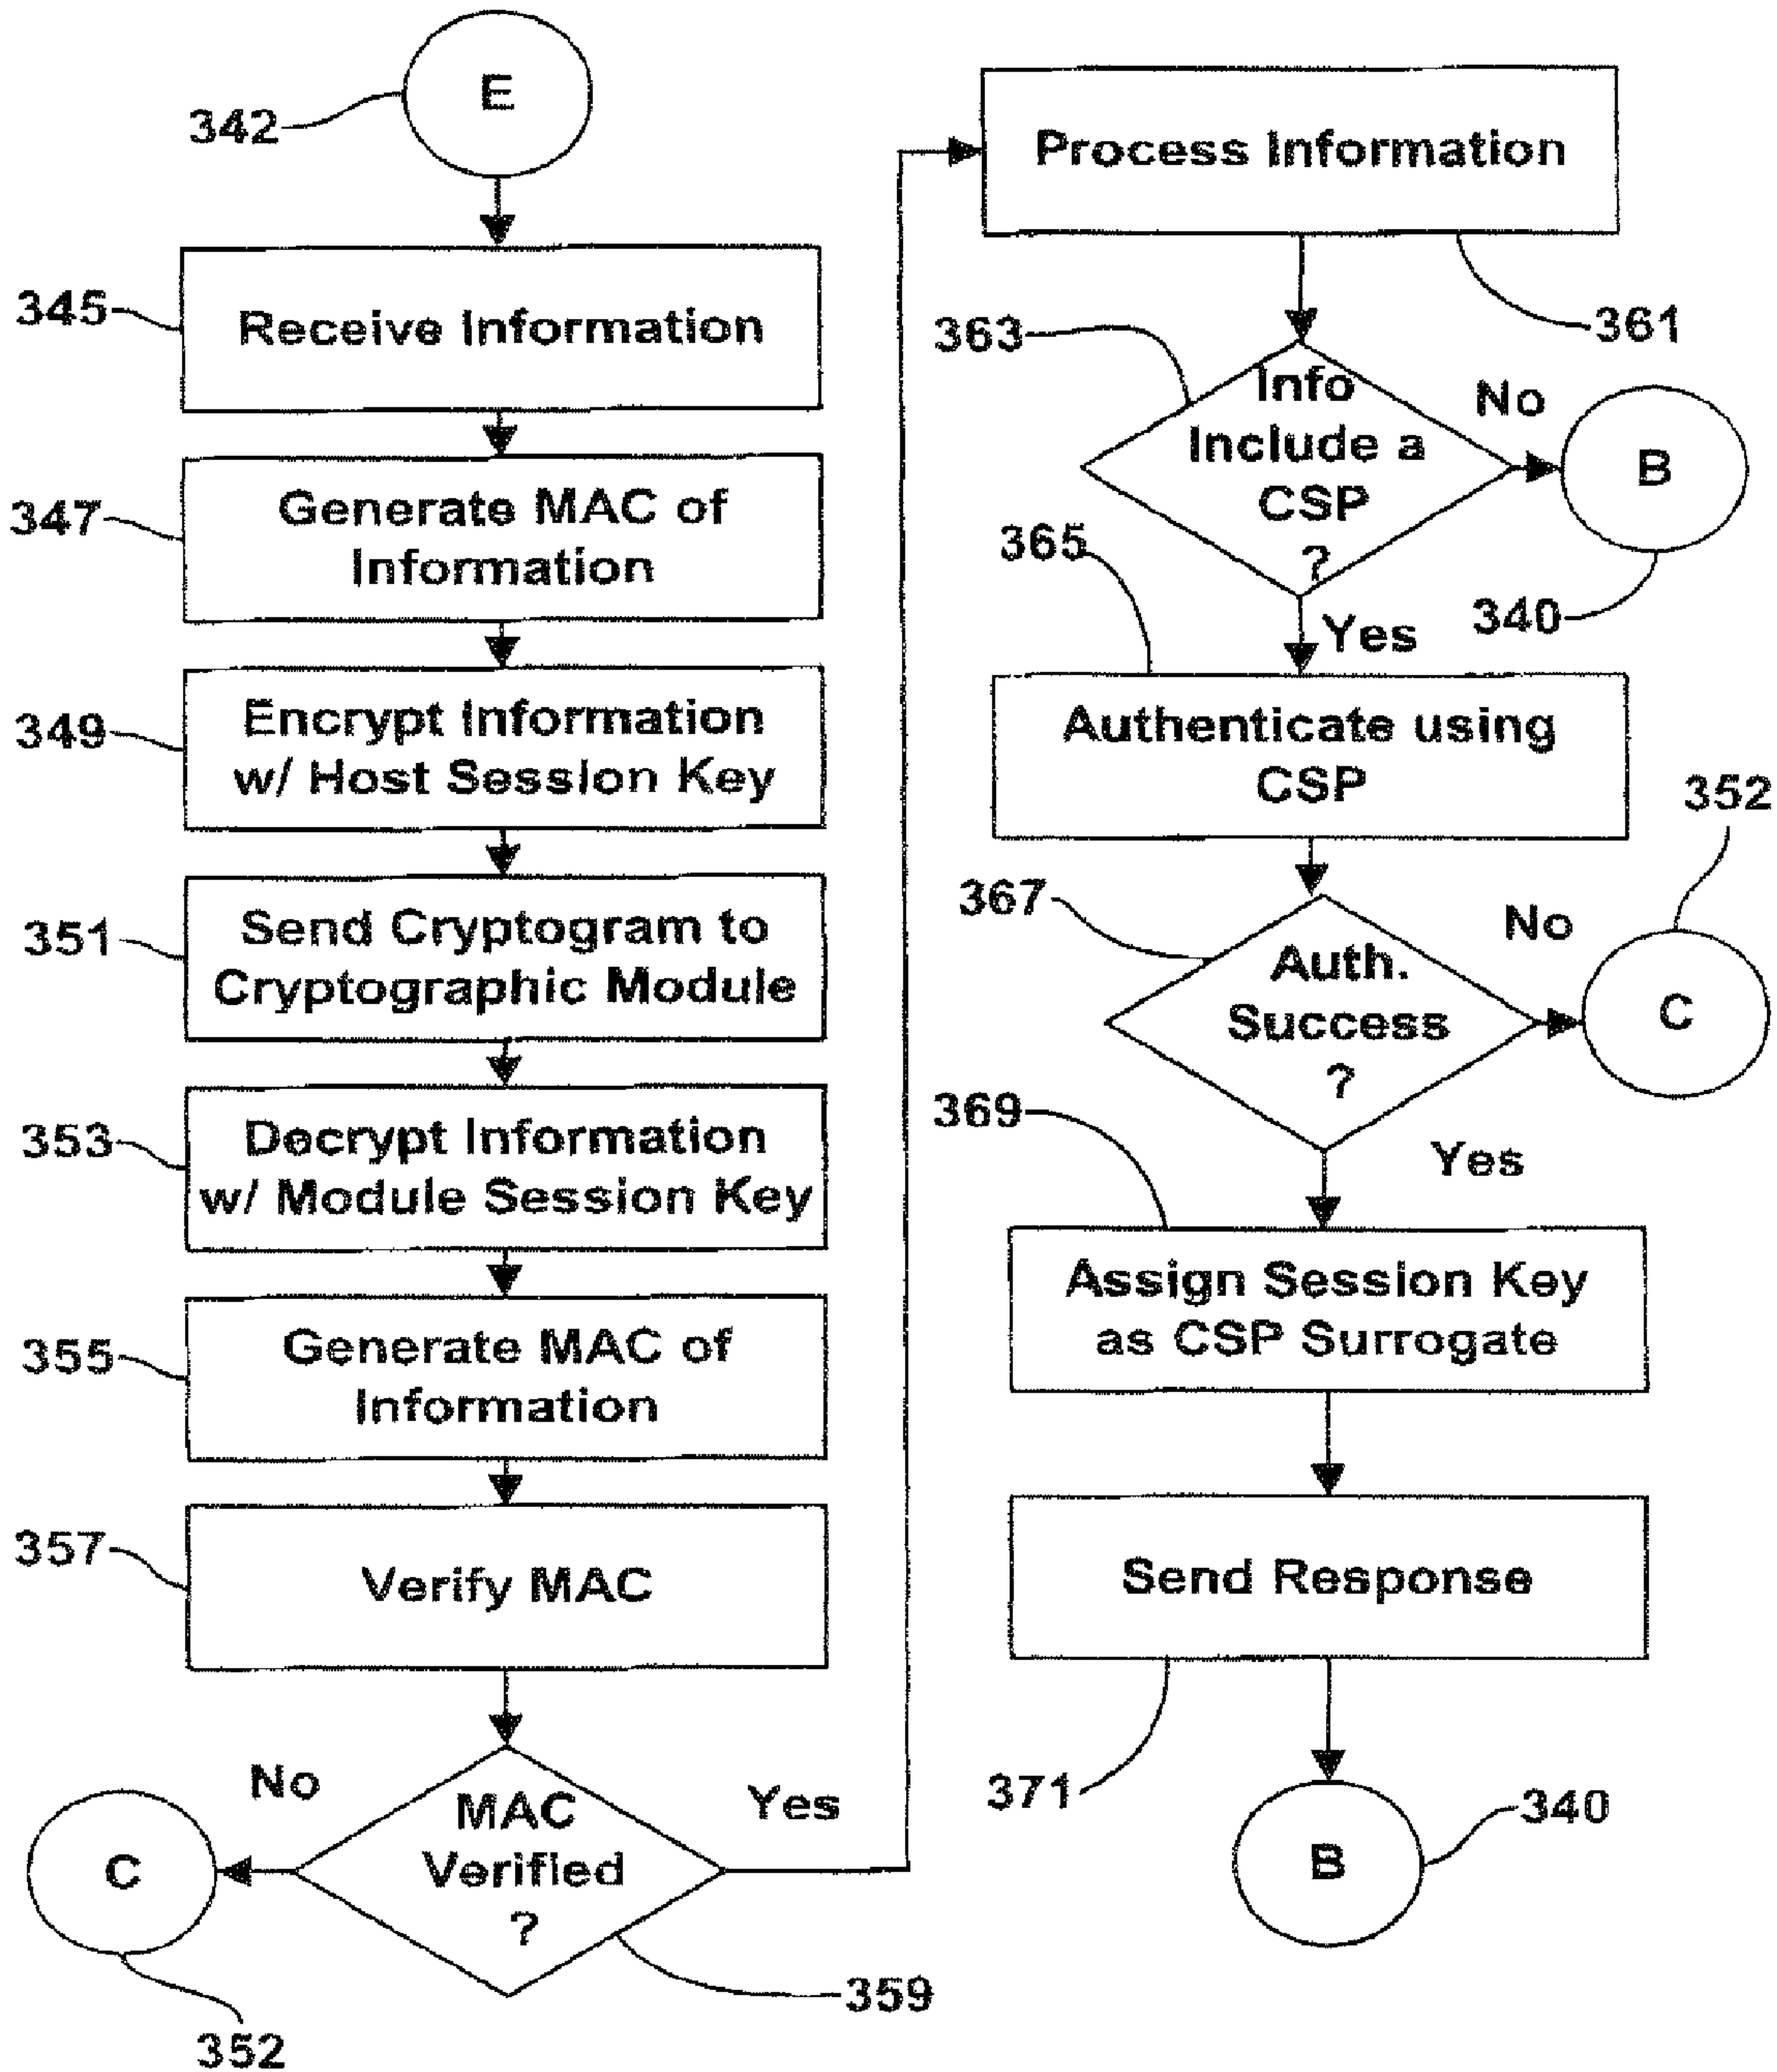 E
342
345
Receive Information
347
Generate MAC of
Information
349
Encrypt Information
w/ Host Session Key
351
Send Cryptogram to
Cryptographic Module
353
Decrypt Information
w/ Module Session Key
355
Generate MAC of
Information
357
Verify MAC
No
MAC
Verified
?
Yes
C
352
359
Process Information
361
363
Info
Include a
CSP
?
No
B
340
Yes
365
Authenticate using
CSP
352
367
Auth.
Success
?
No
C
Yes
369
Assign Session Key
as CSP Surrogate
Send Response
371
B
340